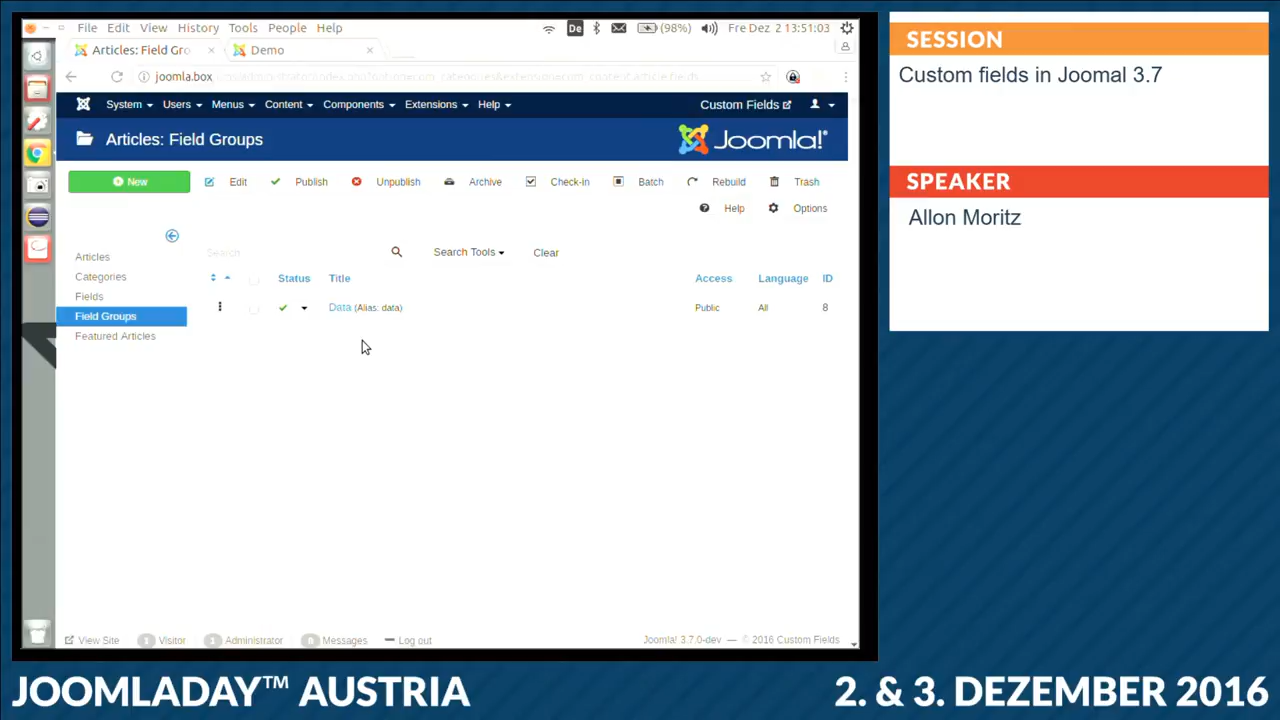 File Edit View History Tools People Help
De (98%) Fre Dez. 2 13:51:03
Articles: Field Gro × Demo ×
joomla.box
System Users Menus Content Components Extensions Help Custom Fields
Articles: Field Groups Joomla!®
New Edit Publish Unpublish Archive Check-in Batch Rebuild Trash
Help Options
Search Search Tools Clear
Articles
Categories
Fields
Field Groups
Featured Articles
Status Title Access Language ID
Data (Alias: data) Public All 8
View Site 1 Visitor 1 Administrator 0 Messages Log out Joomla! 3.7.0-dev — © 2016 Custom Fields
SESSION
Custom fields in Joomal 3.7
SPEAKER
Allon Moritz
JOOMLADAY™ AUSTRIA
2. & 3. DEZEMBER 2016